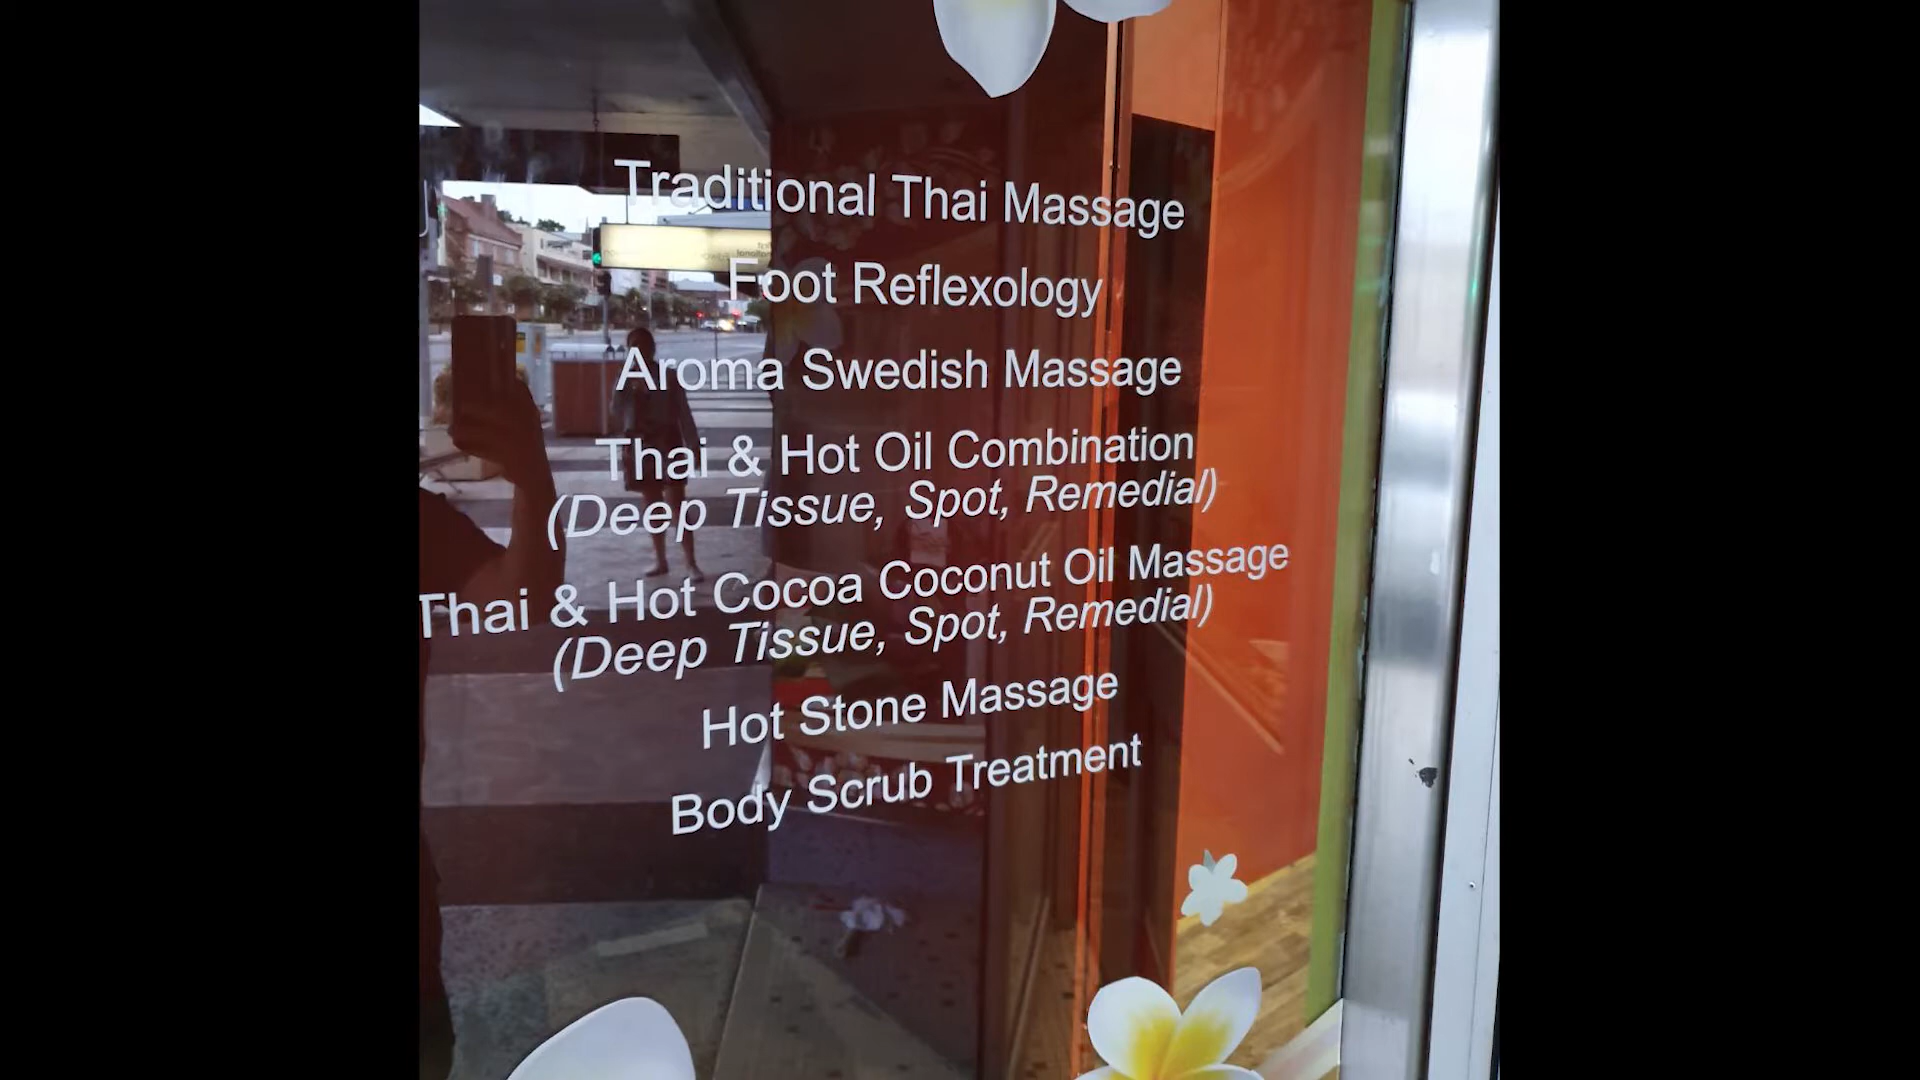 Traditional Thai Massage
Foot Reflexology
Aroma Swedish Massage
Thai & Hot Oil Combination
(Deep Tissue, Spot, Remedial)
Thai & Hot Cocoa Coconut Oil Massage
(Deep Tissue, Spot, Remedial)
Hot Stone Massage
Body Scrub Treatment